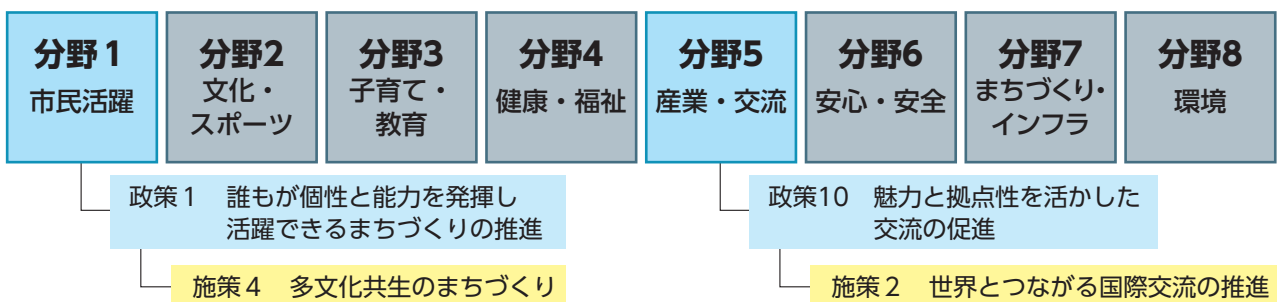 分野1
市民活躍
分野2
文化・
スポーツ
分野3
子育て・
教育
分野4
健康・福祉
分野5
産業・交流
分野6
安心・安全
分野7
まちづくり・
インフラ
分野8
環境
政策1　誰もが個性と能力を発揮し
活躍できるまちづくりの推進
施策4　多文化共生のまちづくり
政策10　魅力と拠点性を活かした
交流の促進
施策2　世界とつながる国際交流の推進